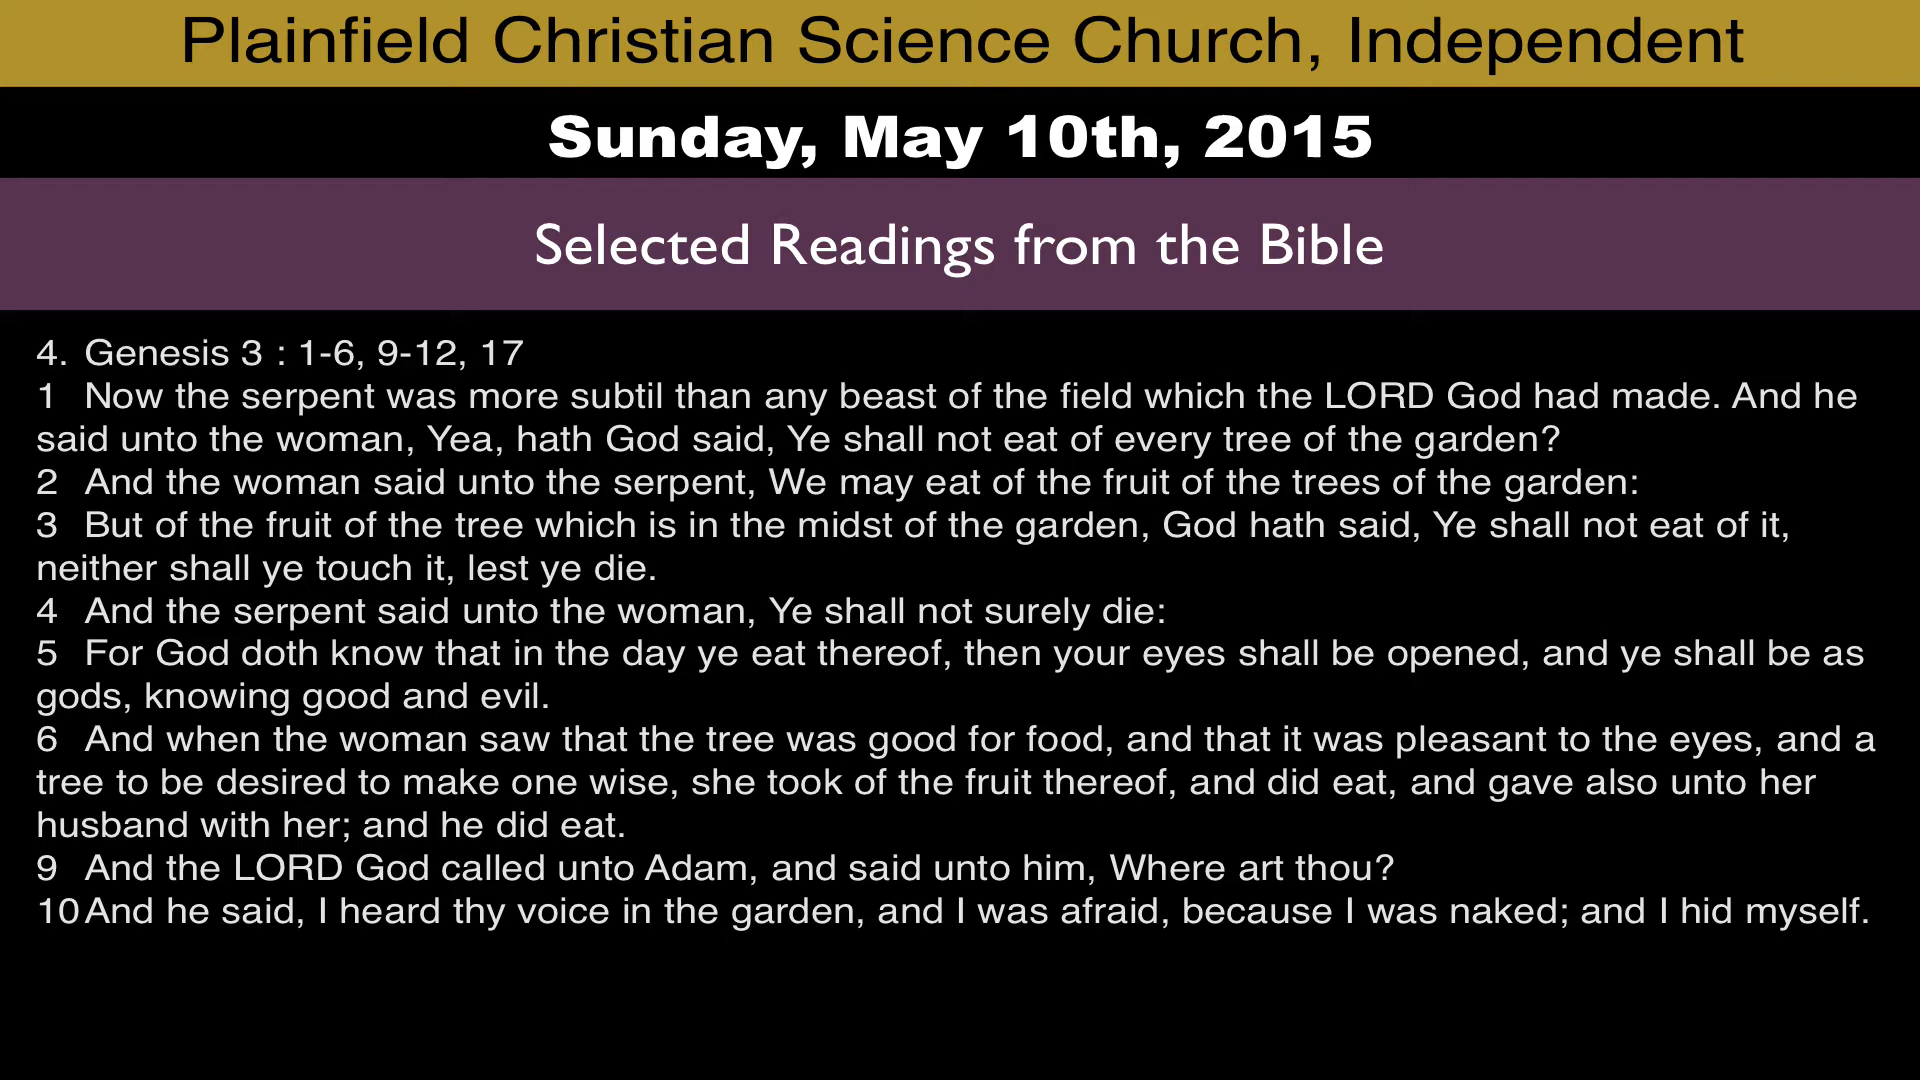 Plainfield Christian Science Church, Independent
Sunday, May 10th, 2015
Selected Readings from the Bible
4. Genesis 3 : 1-6, 9-12, 17
1 Now the serpent was more subtil than any beast of the field which the LORD God had made. And he
said unto the woman, Yea, hath God said, Ye shall not eat of every tree of the garden?
2 And the woman said unto the serpent, We may eat of the fruit of the trees of the garden:
3 But of the fruit of the tree which is in the midst of the garden, God hath said, Ye shall not eat of it,
neither shall ye touch it, lest ye die.
4 And the serpent said unto the woman, Ye shall not surely die:
5 For God doth know that in the day ye eat thereof, then your eyes shall be opened, and ye shall be as
gods, knowing good and evil.
6 And when the woman saw that the tree was good for food, and that it was pleasant to the eyes, and a
tree to be desired to make one wise, she took of the fruit thereof, and did eat, and gave also unto her
husband with her; and he did eat.
9 And the LORD God called unto Adam, and said unto him, Where art thou?
10 And he said, I heard thy voice in the garden, and I was afraid, because I was naked; and I hid myself.